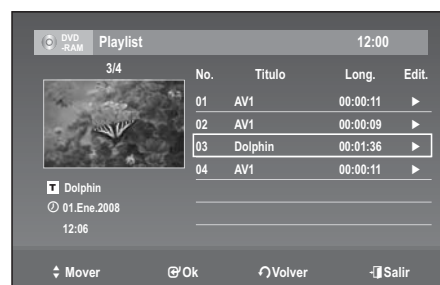 DVD
-RAM
Playlist 12:00
3/4
No. Titulo Long. Edit.
01 AV1 00:00:11 ►
02 AV1 00:00:09 ►
03 Dolphin 00:01:36 ►
04 AV1 00:00:11 ►
T Dolphin
01.Ene.2008
12:06
Mover Ok Volver Salir